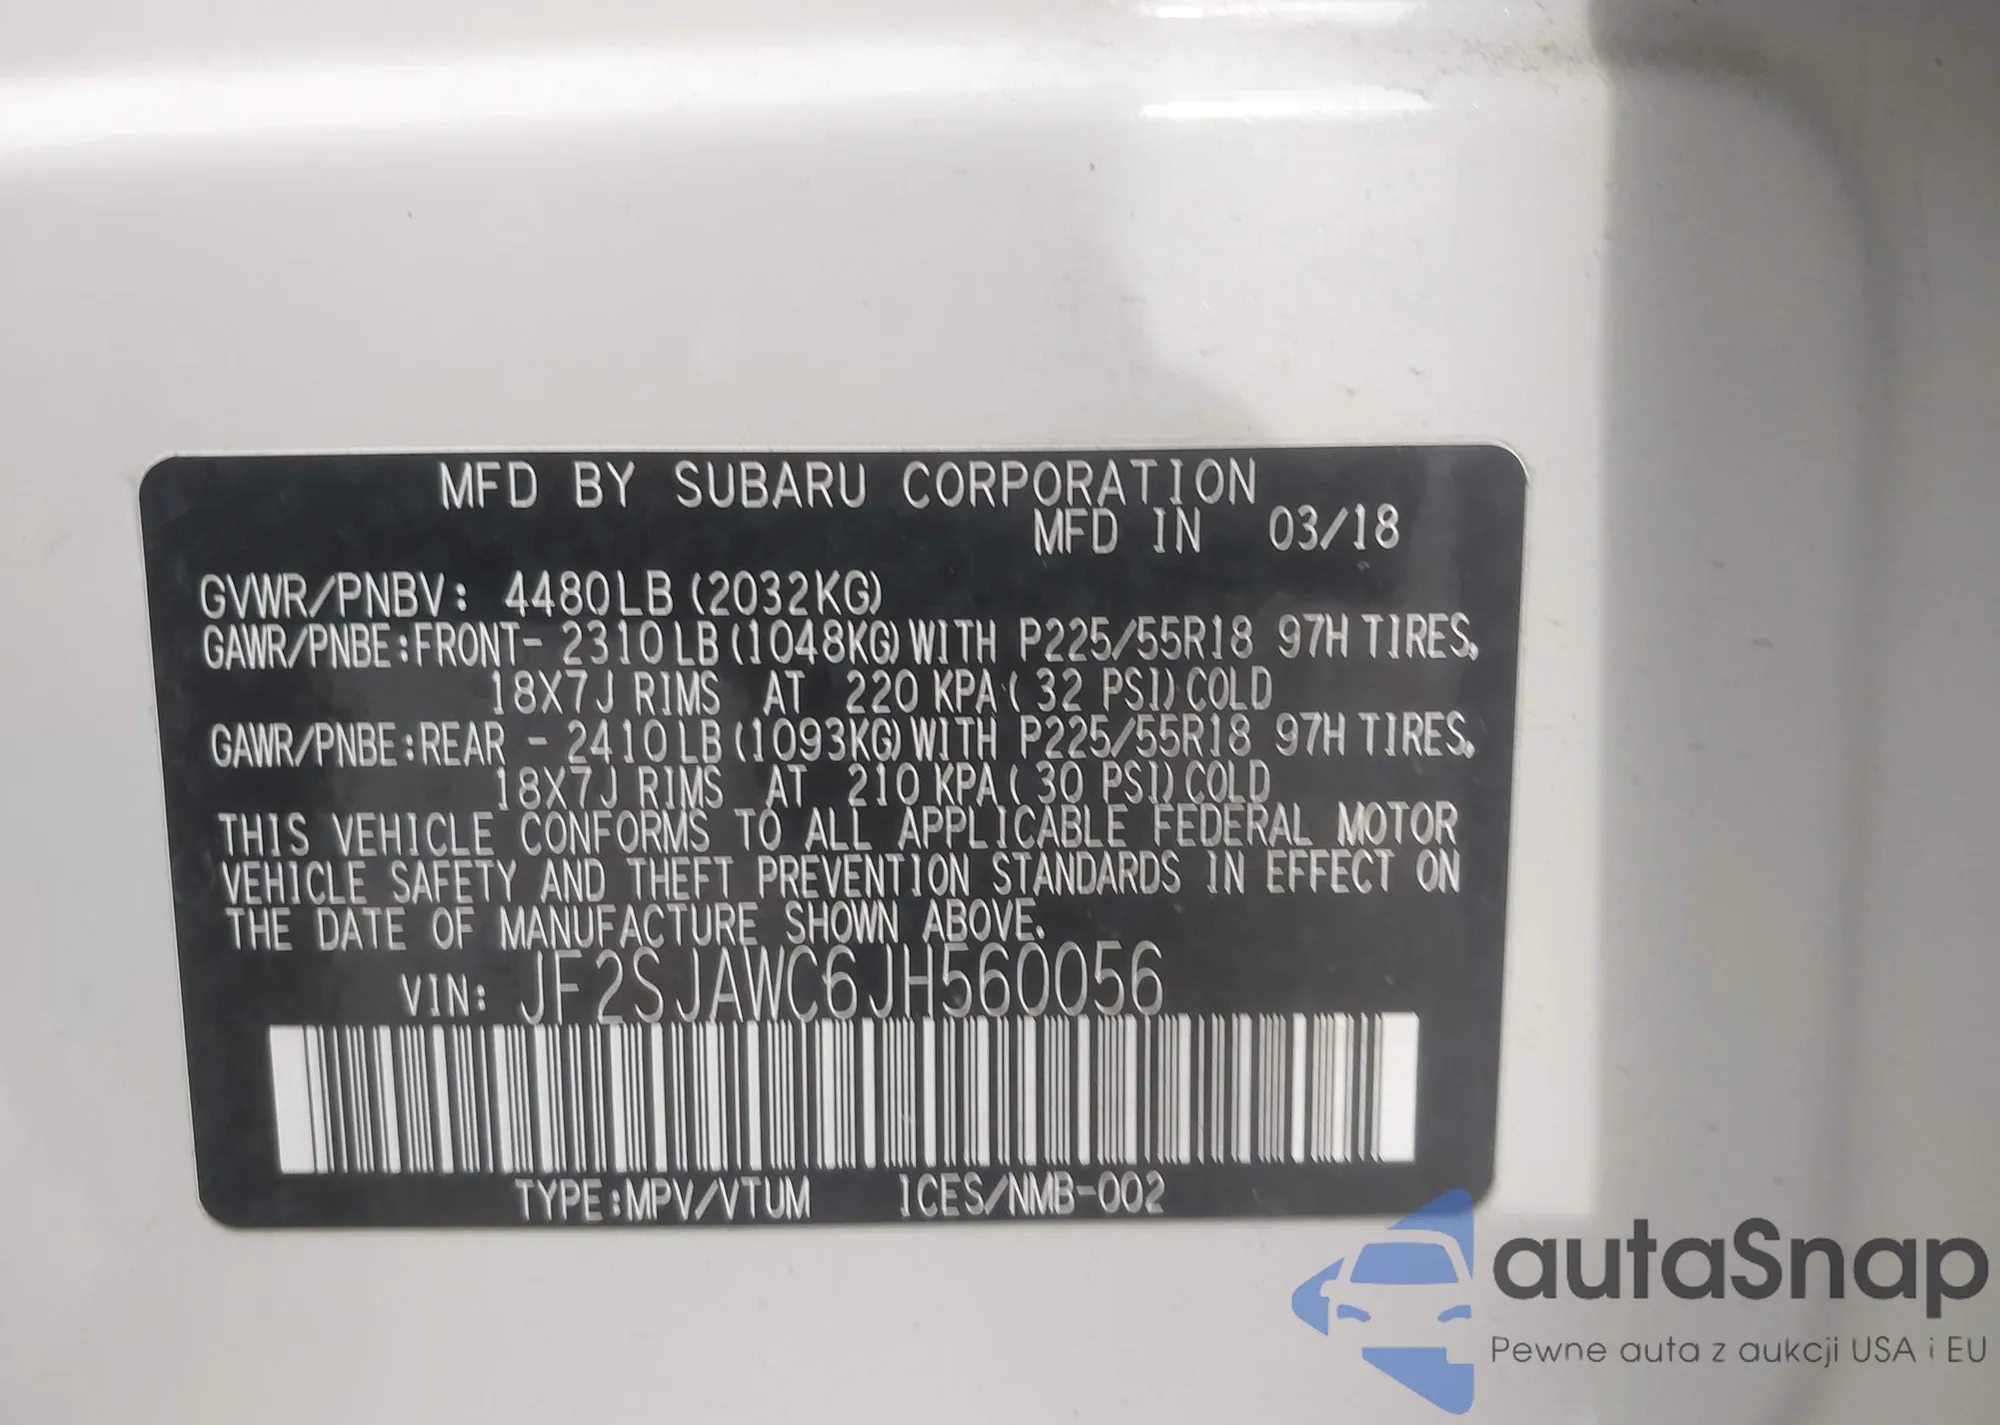 MFD BY SUBARU CORPORATION
MFD IN 03/18
GVWR/PNBV: 4480LB (2032KG)
GAWR/PNBE:FRONT- 2310LB(1048KG)WITH P225/55R18 97H TIRES,
18X7J RIMS AT 220 KPA( 32 PSI)COLD
GAWR/PNBE:REAR - 2410LB(1093KG)WITH P225/55R18 97H TIRES,
18X7J RIMS AT 210 KPA( 30 PSI)COLD
THIS VEHICLE CONFORMS TO ALL APPLICABLE FEDERAL MOTOR
VEHICLE SAFETY AND THEFT PREVENTION STANDARDS IN EFFECT ON
THE DATE OF MANUFACTURE SHOWN ABOVE.
VIN: JF2SJAWC6JH560056
TYPE:MPV/VTUM ICES/NMB-002
autaSnap
Pewne auta z aukcji USA i EU